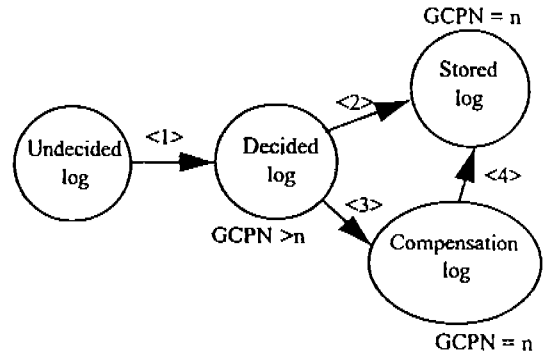 GCPN = n
Stored
log
<2>
<1>
Undecided
log
Decided
log
<4>
<3>
GCPN >n
Compensation
log
GCPN = n